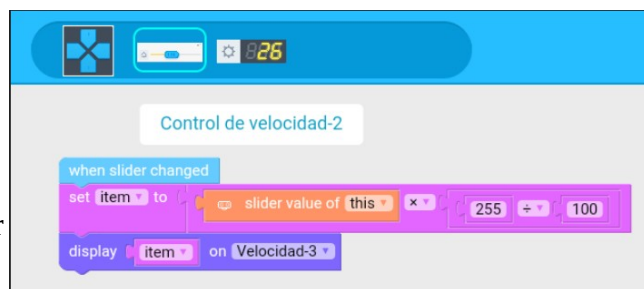 26
Control de velocidad-2
when slider changed
set item to slider value of this × 255 ÷ 100
r
display item on Velocidad-3